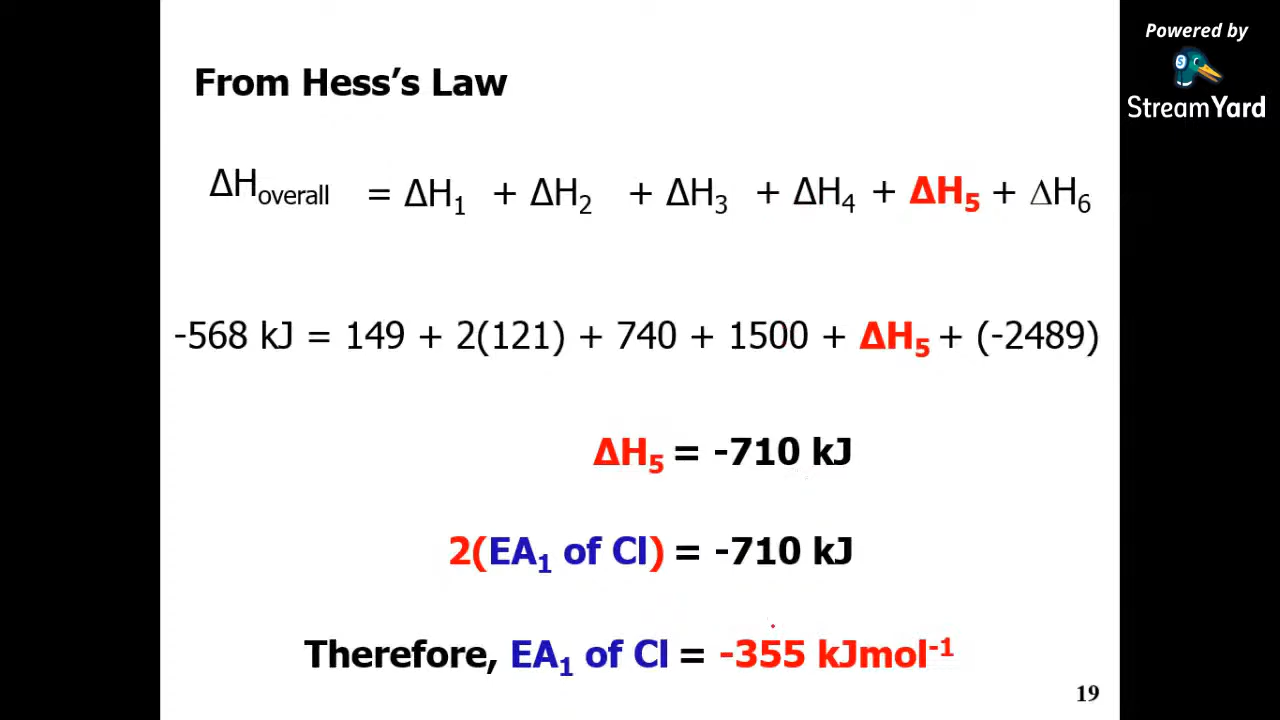 Powered by
StreamYard
From Hess's Law
ΔHoverall = ΔH1 + ΔH2 + ΔH3 + ΔH4 + ΔH5 + ΔH6
-568 kJ = 149 + 2(121) + 740 + 1500 + ΔH5 + (-2489)
ΔH5 = -710 kJ
2(EA1 of Cl) = -710 kJ
Therefore, EA1 of Cl = -355 kJmol-1
19